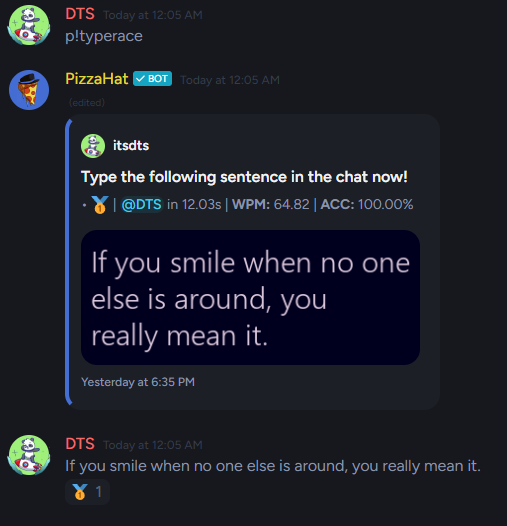 DTS Today at 12:05 AM
p!typerace
PizzaHat ✓ BOT Today at 12:05 AM
(edited)
itsdts
Type the following sentence in the chat now!
• 🥇 | @DTS in 12.03s | WPM: 64.82 | ACC: 100.00%
If you smile when no one
else is around, you
really mean it.
Yesterday at 6:35 PM
DTS Today at 12:05 AM
If you smile when no one else is around, you really mean it.
🥇 1